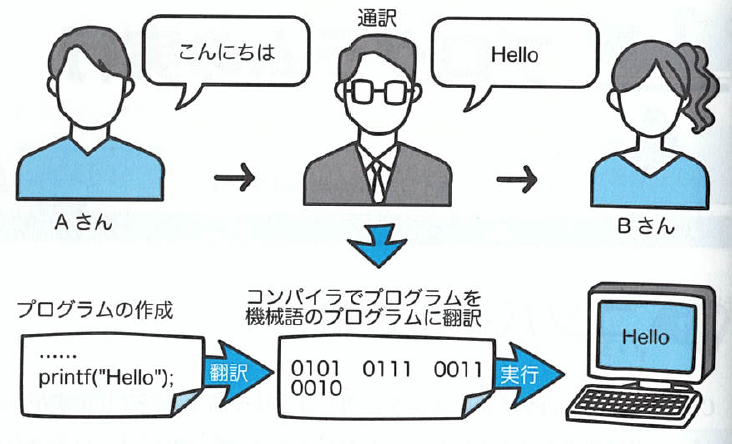 通訳
こんにちは
Hello
Aさん
Bさん
プログラムの作成
……
printf("Hello");
翻訳
コンパイラでプログラムを
機械語のプログラムに翻訳
0101 0111 0011
0010
実行
Hello